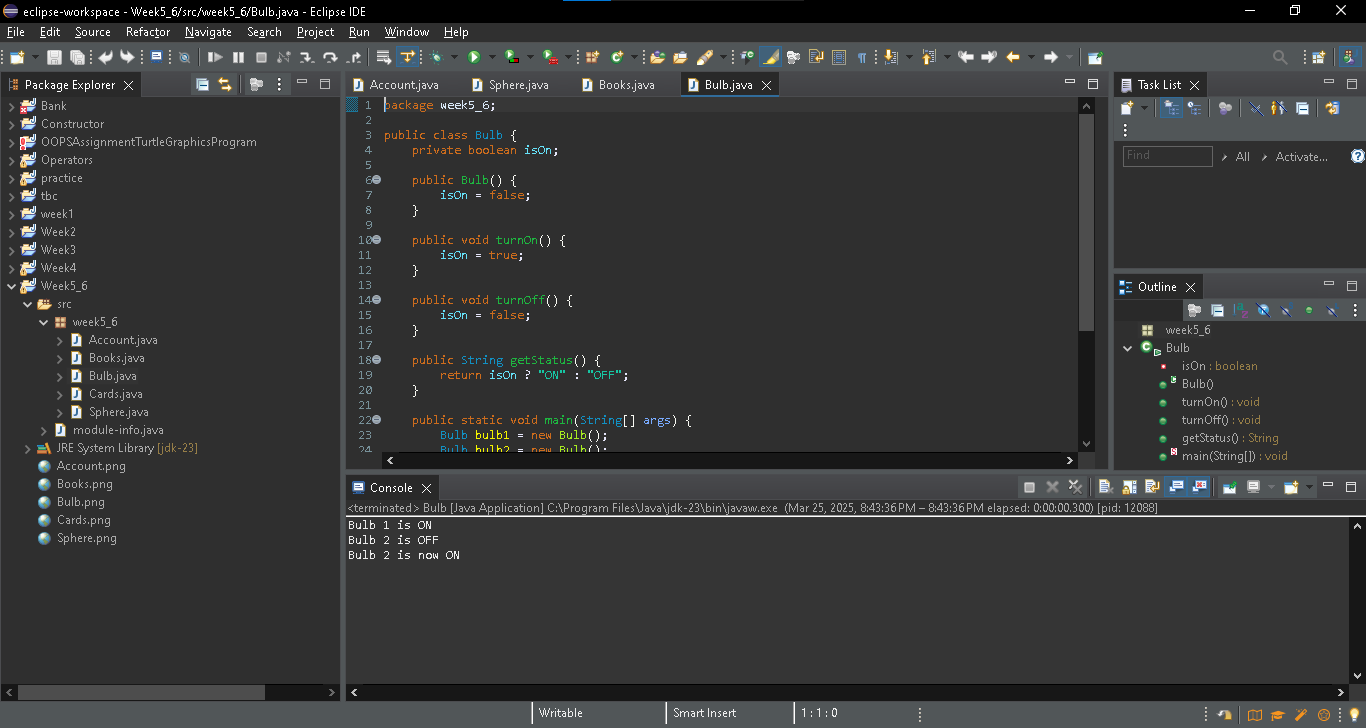 eclipse-workspace - Week5_6/src/week5_6/Bulb.java - Eclipse IDE
File Edit Source Refactor Navigate Search Project Run Window Help
Package Explorer
Bank
Constructor
OOPSAssignmentTurtleGraphicsProgram
Operators
practice
tbc
week1
Week2
Week3
Week4
Week5_6
src
week5_6
Account.java
Books.java
Bulb.java
Cards.java
Sphere.java
module-info.java
JRE System Library [jdk-23]
Account.png
Books.png
Bulb.png
Cards.png
Sphere.png
Account.java Sphere.java Books.java Bulb.java
1 package week5_6;
2
3 public class Bulb {
4 private boolean isOn;
5
6 public Bulb() {
7 isOn = false;
8 }
9
10 public void turnOn() {
11 isOn = true;
12 }
13
14 public void turnOff() {
15 isOn = false;
16 }
17
18 public String getStatus() {
19 return isOn ? "ON" : "OFF";
20 }
21
22 public static void main(String[] args) {
23 Bulb bulb1 = new Bulb();
24 Bulb bulb2 = new Bulb();
Task List
Find All Activate...
Outline
week5_6
Bulb
isOn : boolean
Bulb()
turnOn() : void
turnOff() : void
getStatus() : String
main(String[]) : void
Console
<terminated> Bulb [Java Application] C:\Program Files\Java\jdk-23\bin\javaw.exe (Mar 25, 2025, 8:43:36 PM – 8:43:36 PM elapsed: 0:00:00.300) [pid: 12088]
Bulb 1 is ON
Bulb 2 is OFF
Bulb 2 is now ON
Writable Smart Insert 1 : 1 : 0